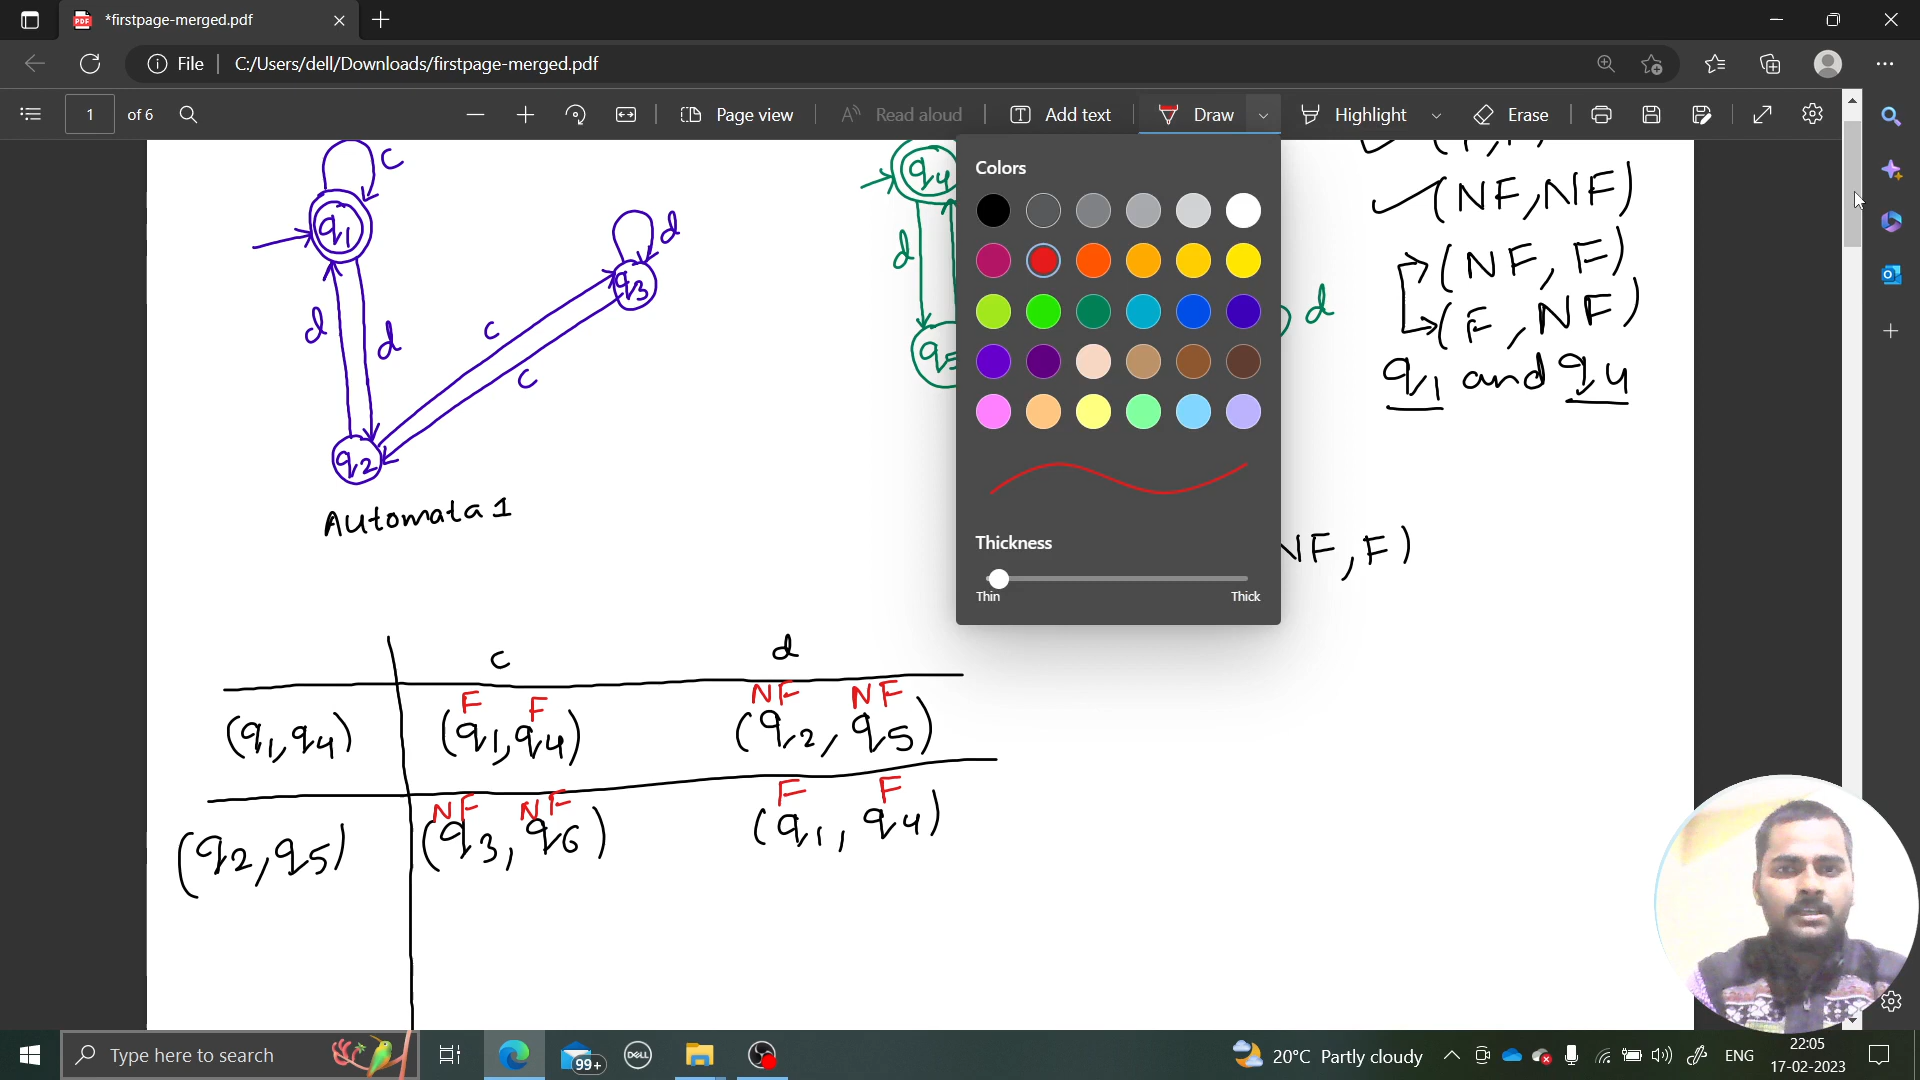 *firstpage-merged.pdf
File C:/Users/dell/Downloads/firstpage-merged.pdf
1 of 6 Page view Read aloud Add text Draw Highlight Erase
Colors
Thickness
Thin Thick
c
q1
d
q3
d
d
c
c
q2
Automata 1
q4
d
q5
d
(NF,NF)
(NF, F)
(F,NF)
q1 and q4
NF,F)
c d
F F NF NF
(q1,q4) (q1,q4) (q2,q5)
NF NF F F
(q2,q5) (q3,q6) (q1,q4)
Type here to search
99+
DELL
20°C Partly cloudy
ENG
22:05
17-02-2023